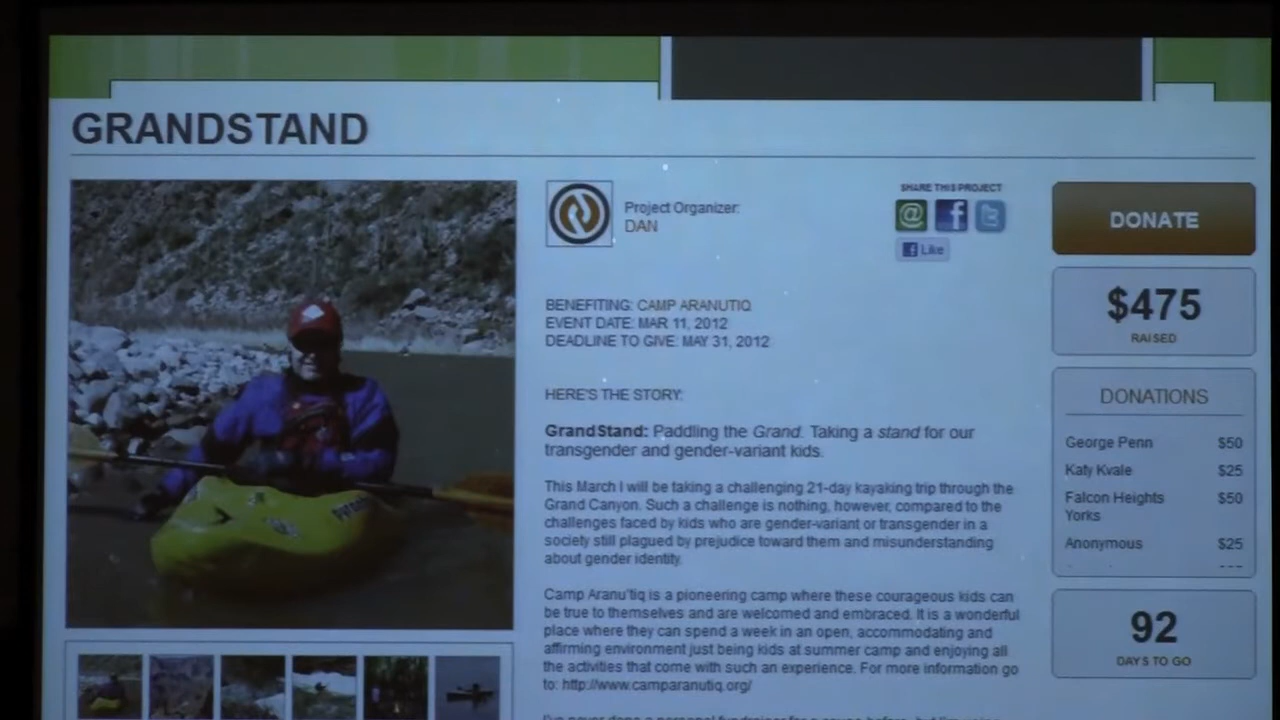 GRANDSTAND
Project Organizer:
DAN
SHARE THIS PROJECT
Like
DONATE
BENEFITING: CAMP ARANUTIQ
EVENT DATE: MAR 11, 2012
DEADLINE TO GIVE: MAY 31, 2012
$475
RAISED
HERE'S THE STORY:
GrandStand: Paddling the Grand. Taking a stand for our
transgender and gender-variant kids.
This March I will be taking a challenging 21-day kayaking trip through the
Grand Canyon. Such a challenge is nothing, however, compared to the
challenges faced by kids who are gender-variant or transgender in a
society still plagued by prejudice toward them and misunderstanding
about gender identity.
Camp Aranu'tiq is a pioneering camp where these courageous kids can
be true to themselves and are welcomed and embraced. It is a wonderful
place where they can spend a week in an open, accommodating and
affirming environment just being kids at summer camp and enjoying all
the activities that come with such an experience. For more information go
to: http://www.camparanutiq.org/
DONATIONS
George Penn $50
Katy Kvale $25
Falcon Heights $50
Yorks
Anonymous $25
92
DAYS TO GO